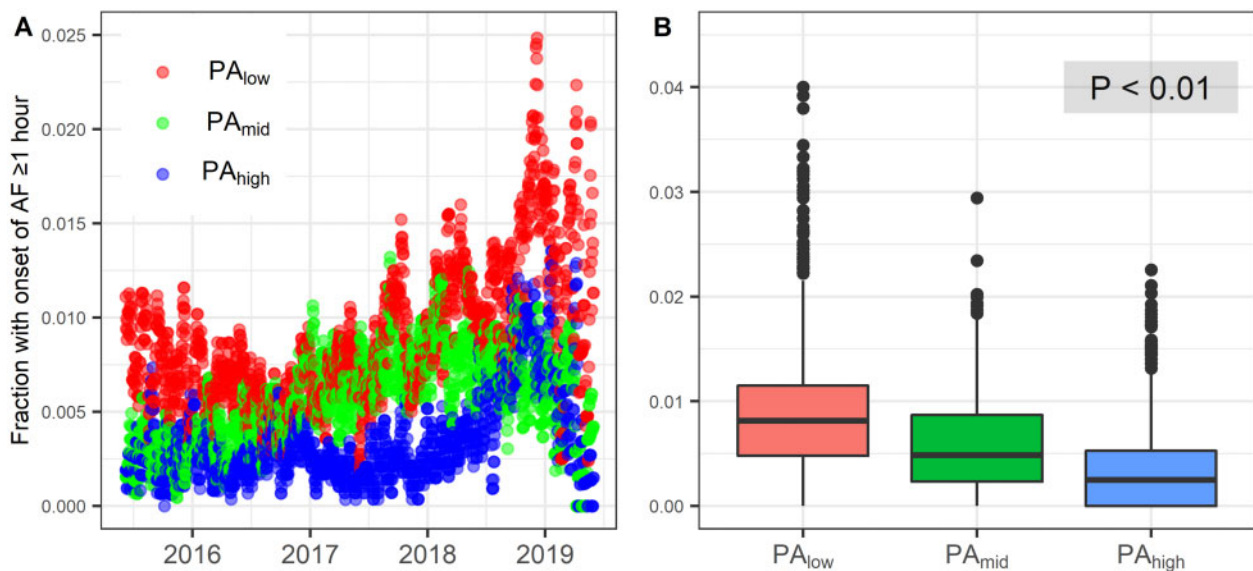 A
Fraction with onset of AF ≥1 hour
0.025
0.020
0.015
0.010
0.005
0.000
PAlow
PAmid
PAhigh
2016 2017 2018 2019
B
P < 0.01
0.04
0.03
0.02
0.01
0.00
PAlow PAmid PAhigh